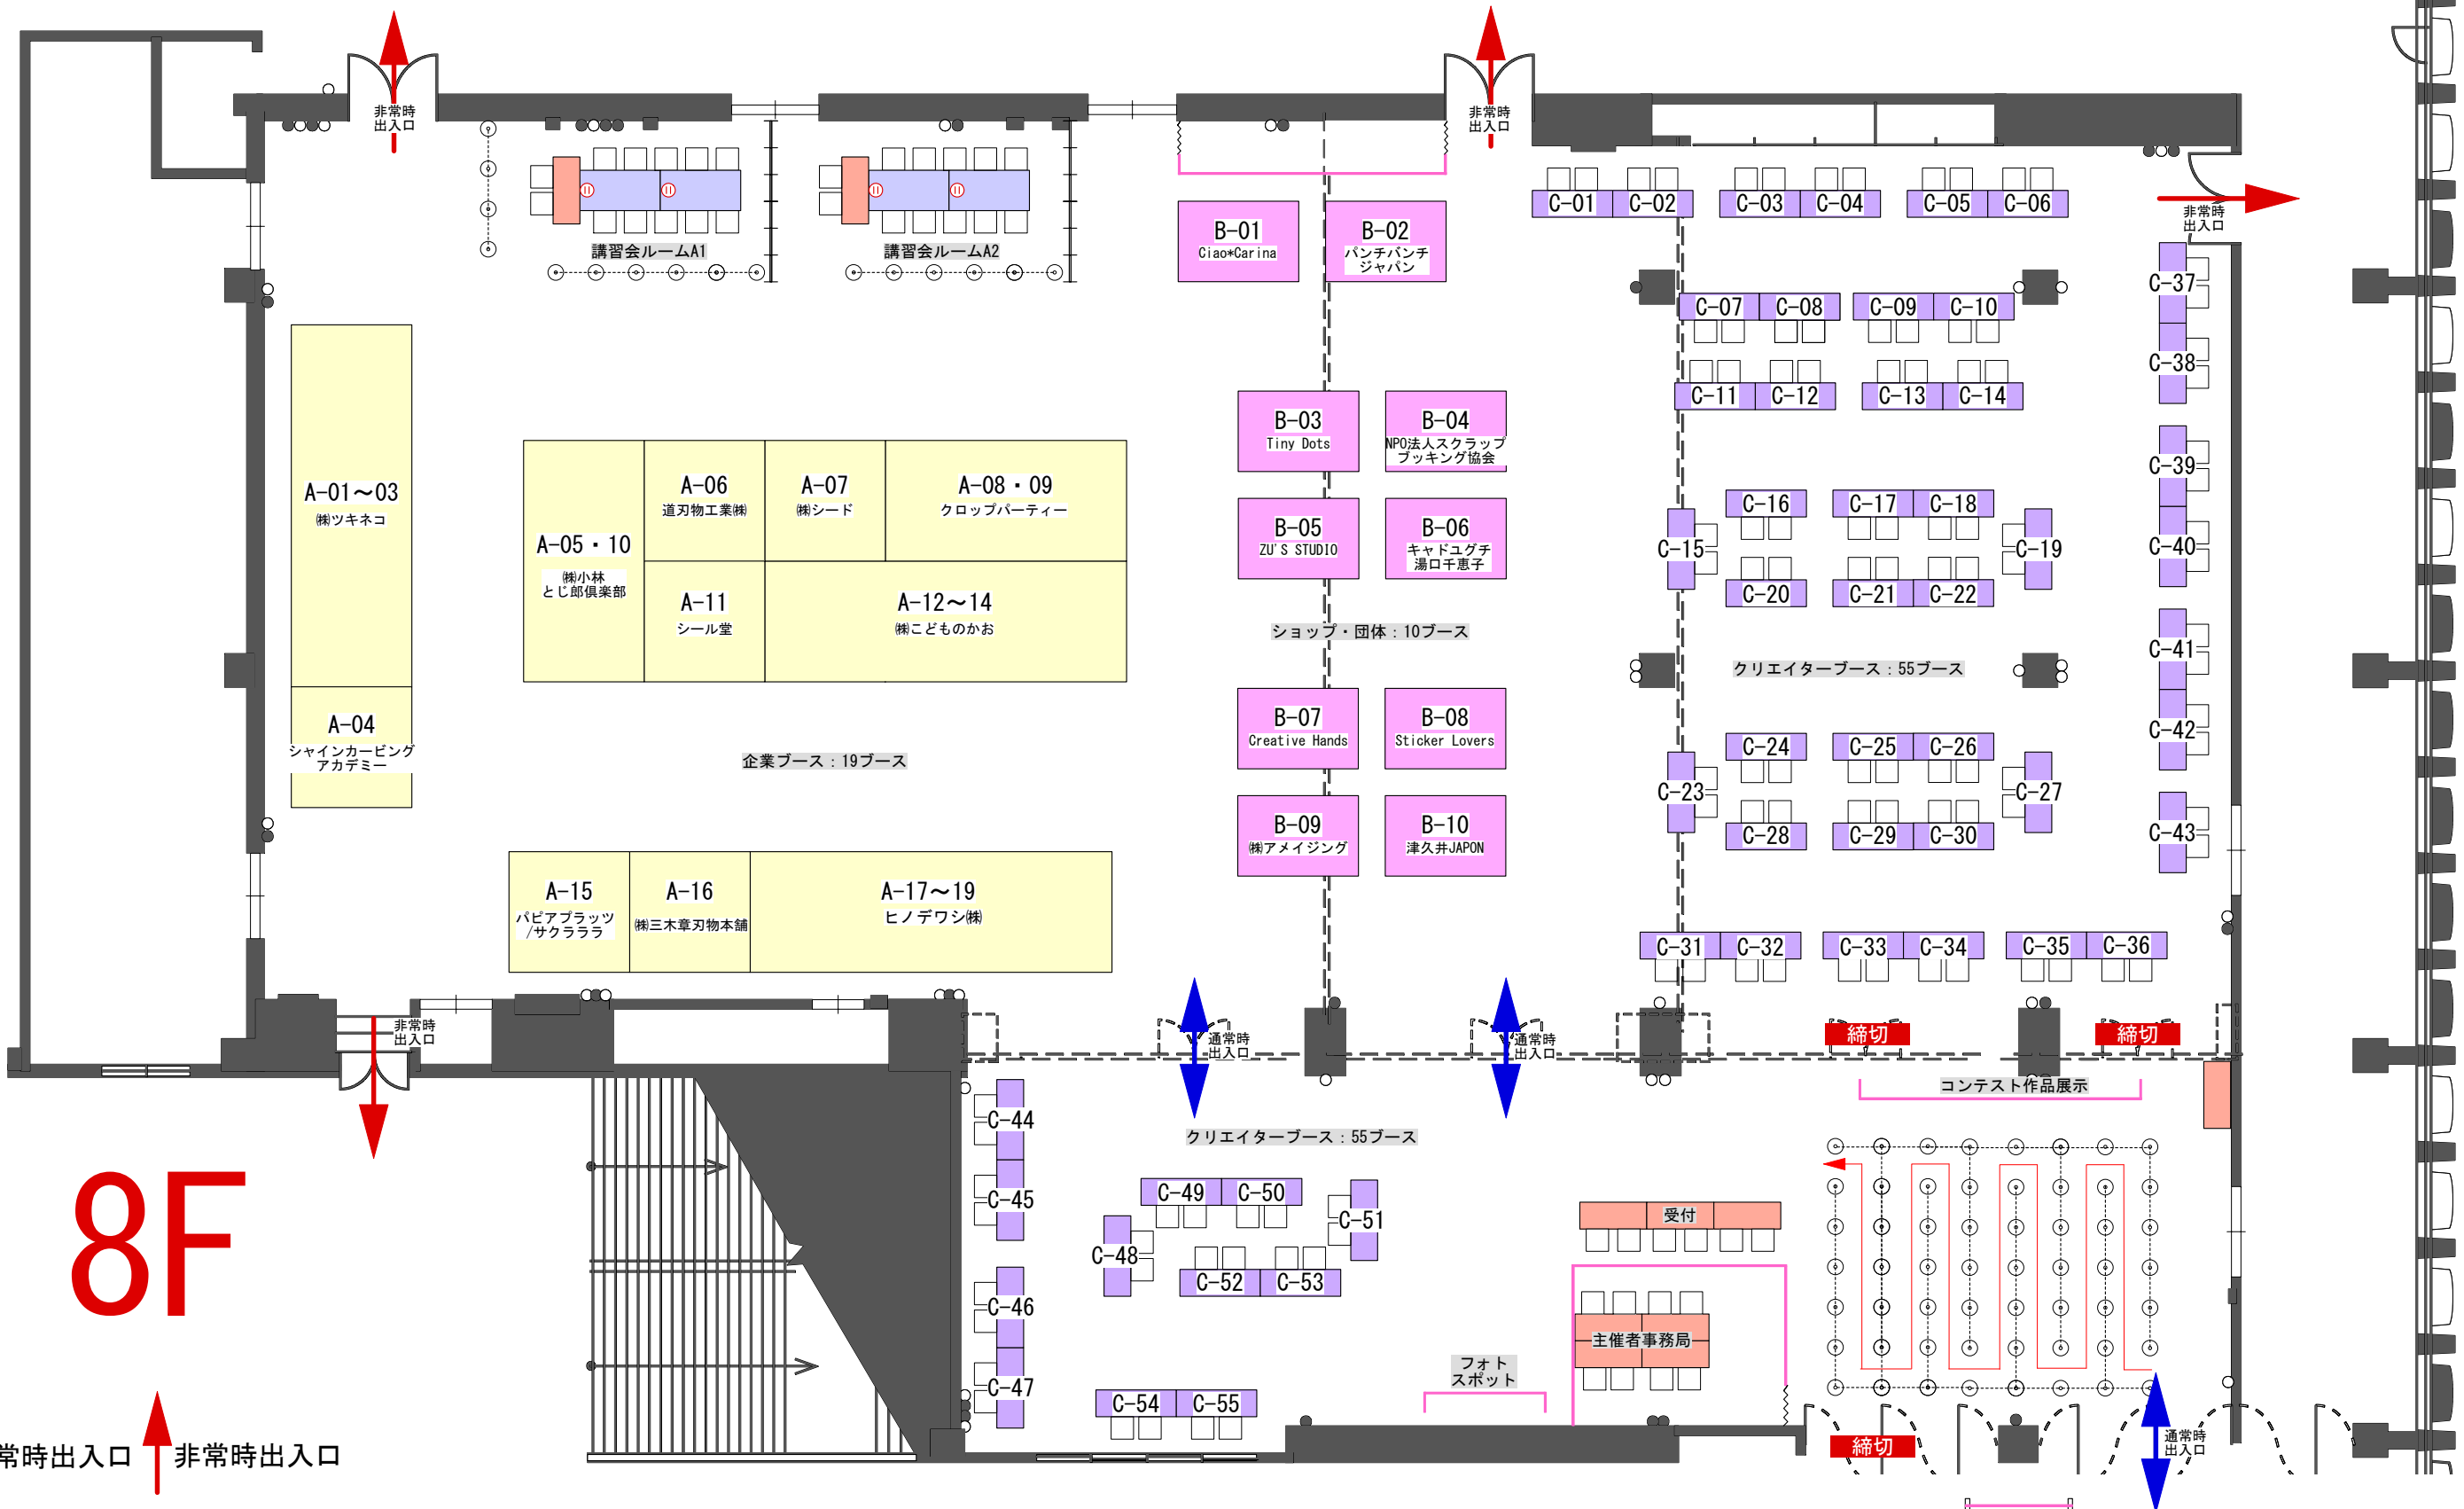 非常時
出入口
非常時
出入口
講習会ルームA1
講習会ルームA2
B-01
Ciao*Carina
B-02
パンチパンチ
ジャパン
C-01
C-02
C-03
C-04
C-05
C-06
非常時
出入口
C-37
C-38
C-07
C-08
C-09
C-10
C-11
C-12
C-13
C-14
A-01～03
㈱ツキネコ
A-04
シャインカービング
アカデミー
A-05・10
㈱小林
とじ郎倶楽部
A-06
道刃物工業㈱
A-07
㈱シード
A-08・09
クロップパーティー
A-11
シール堂
A-12～14
㈱こどものかお
B-03
Tiny Dots
B-04
NPO法人スクラップ
ブッキング協会
B-05
ZU'S STUDIO
B-06
キャドユグチ
湯口千恵子
ショップ・団体：10ブース
C-39
C-40
C-15
C-16
C-17
C-18
C-19
C-20
C-21
C-22
C-41
C-42
クリエイターブース：55ブース
B-07
Creative Hands
B-08
Sticker Lovers
企業ブース：19ブース
B-09
㈱アメイジング
B-10
津久井JAPON
C-23
C-24
C-25
C-26
C-27
C-28
C-29
C-30
C-43
A-15
パピアプラッツ
/サクラララ
A-16
㈱三木章刃物本舗
A-17～19
ヒノデワシ㈱
C-31
C-32
C-33
C-34
C-35
C-36
非常時
出入口
通常時
出入口
通常時
出入口
締切
締切
コンテスト作品展示
クリエイターブース：55ブース
C-44
C-45
C-46
C-47
C-48
C-49
C-50
C-51
C-52
C-53
C-54
C-55
受付
主催者事務局
フォト
スポット
締切
通常時
出入口
8F
常時出入口
非常時出入口